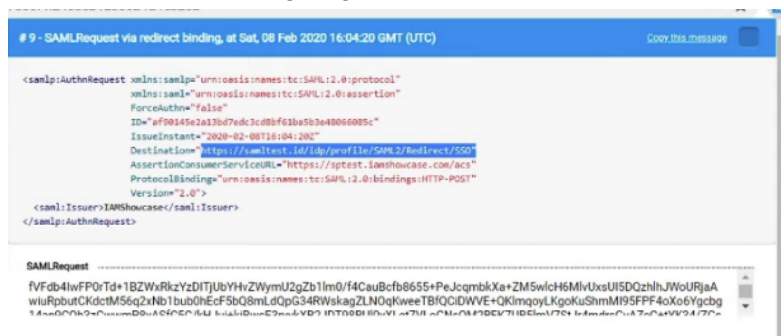 # 9 - SAMLRequest via redirect binding, at Sat, 08 Feb 2020 16:04:20 GMT (UTC)
Copy this message
<samlp:AuthnRequest xmlns:samlp="urn:oasis:names:tc:SAML:2.0:protocol"
xmlns:saml="urn:oasis:names:tc:SAML:2.0:assertion"
ForceAuthn="false"
ID="af90145e2a13bd7edc3cd8bf61ba5b3e48066085c"
IssueInstant="2020-02-08T16:04:20Z"
Destination="https://samltest.id/idp/profile/SAML2/Redirect/SSO"
AssertionConsumerServiceURL="https://sptest.iamshowcase.com/acs"
ProtocolBinding="urn:oasis:names:tc:SAML:2.0:bindings:HTTP-POST"
Version="2.0">
<saml:Issuer>IAMShowcase</saml:Issuer>
</samlp:AuthnRequest>
SAMLRequest
fVFdb4IwFP0rTd+1BZWxRkzYzDITjUbYHvZWymU2gZb1lm0/f4CauBcfb8655+PeJcqmbkXa+ZM5wlcH6MlvUxsUI5DQzhlhJWoURjaA
wiuRpbutCKdctM56q2xNb1bub0hEcF5bQ8mLdQpG34RWskagZLNOqKweeTBfQCiDWVE+QKlmqoyLKgoKuShmMI95FPF4oXo6Ygcbg